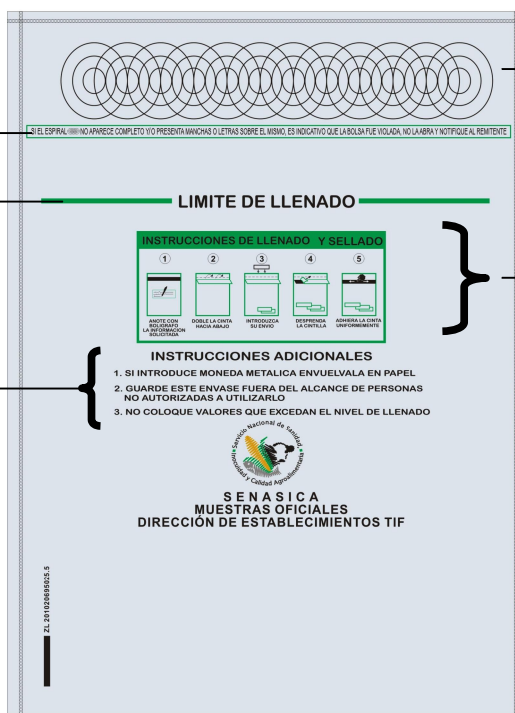 SI EL ESPIRAL NO APARECE COMPLETO Y/O PRESENTA MANCHAS O LETRAS SOBRE EL MISMO, ES INDICATIVO QUE LA BOLSA FUE VIOLADA, NO LA ABRA Y NOTIFIQUE AL REMITENTE
LIMITE DE LLENADO
INSTRUCCIONES DE LLENADO Y SELLADO
1 2 3 4 5
ANOTE CON
BOLIGRAFO
LA INFORMACION
SOLICITADA
DOBLE LA CINTA
HACIA ABAJO
INTRODUZCA
SU ENVIO
DESPRENDA
LA CINTILLA
ADHIERA LA CINTA
UNIFORMEMENTE
INSTRUCCIONES ADICIONALES
1. SI INTRODUCE MONEDA METALICA ENVUELVALA EN PAPEL
2. GUARDE ESTE ENVASE FUERA DEL ALCANCE DE PERSONAS
NO AUTORIZADAS A UTILIZARLO
3. NO COLOQUE VALORES QUE EXCEDAN EL NIVEL DE LLENADO
Servicio Nacional de Sanidad,
Inocuidad y Calidad Agroalimentaria
SENASICA
MUESTRAS OFICIALES
DIRECCIÓN DE ESTABLECIMIENTOS TIF
ZL 201020695025.5